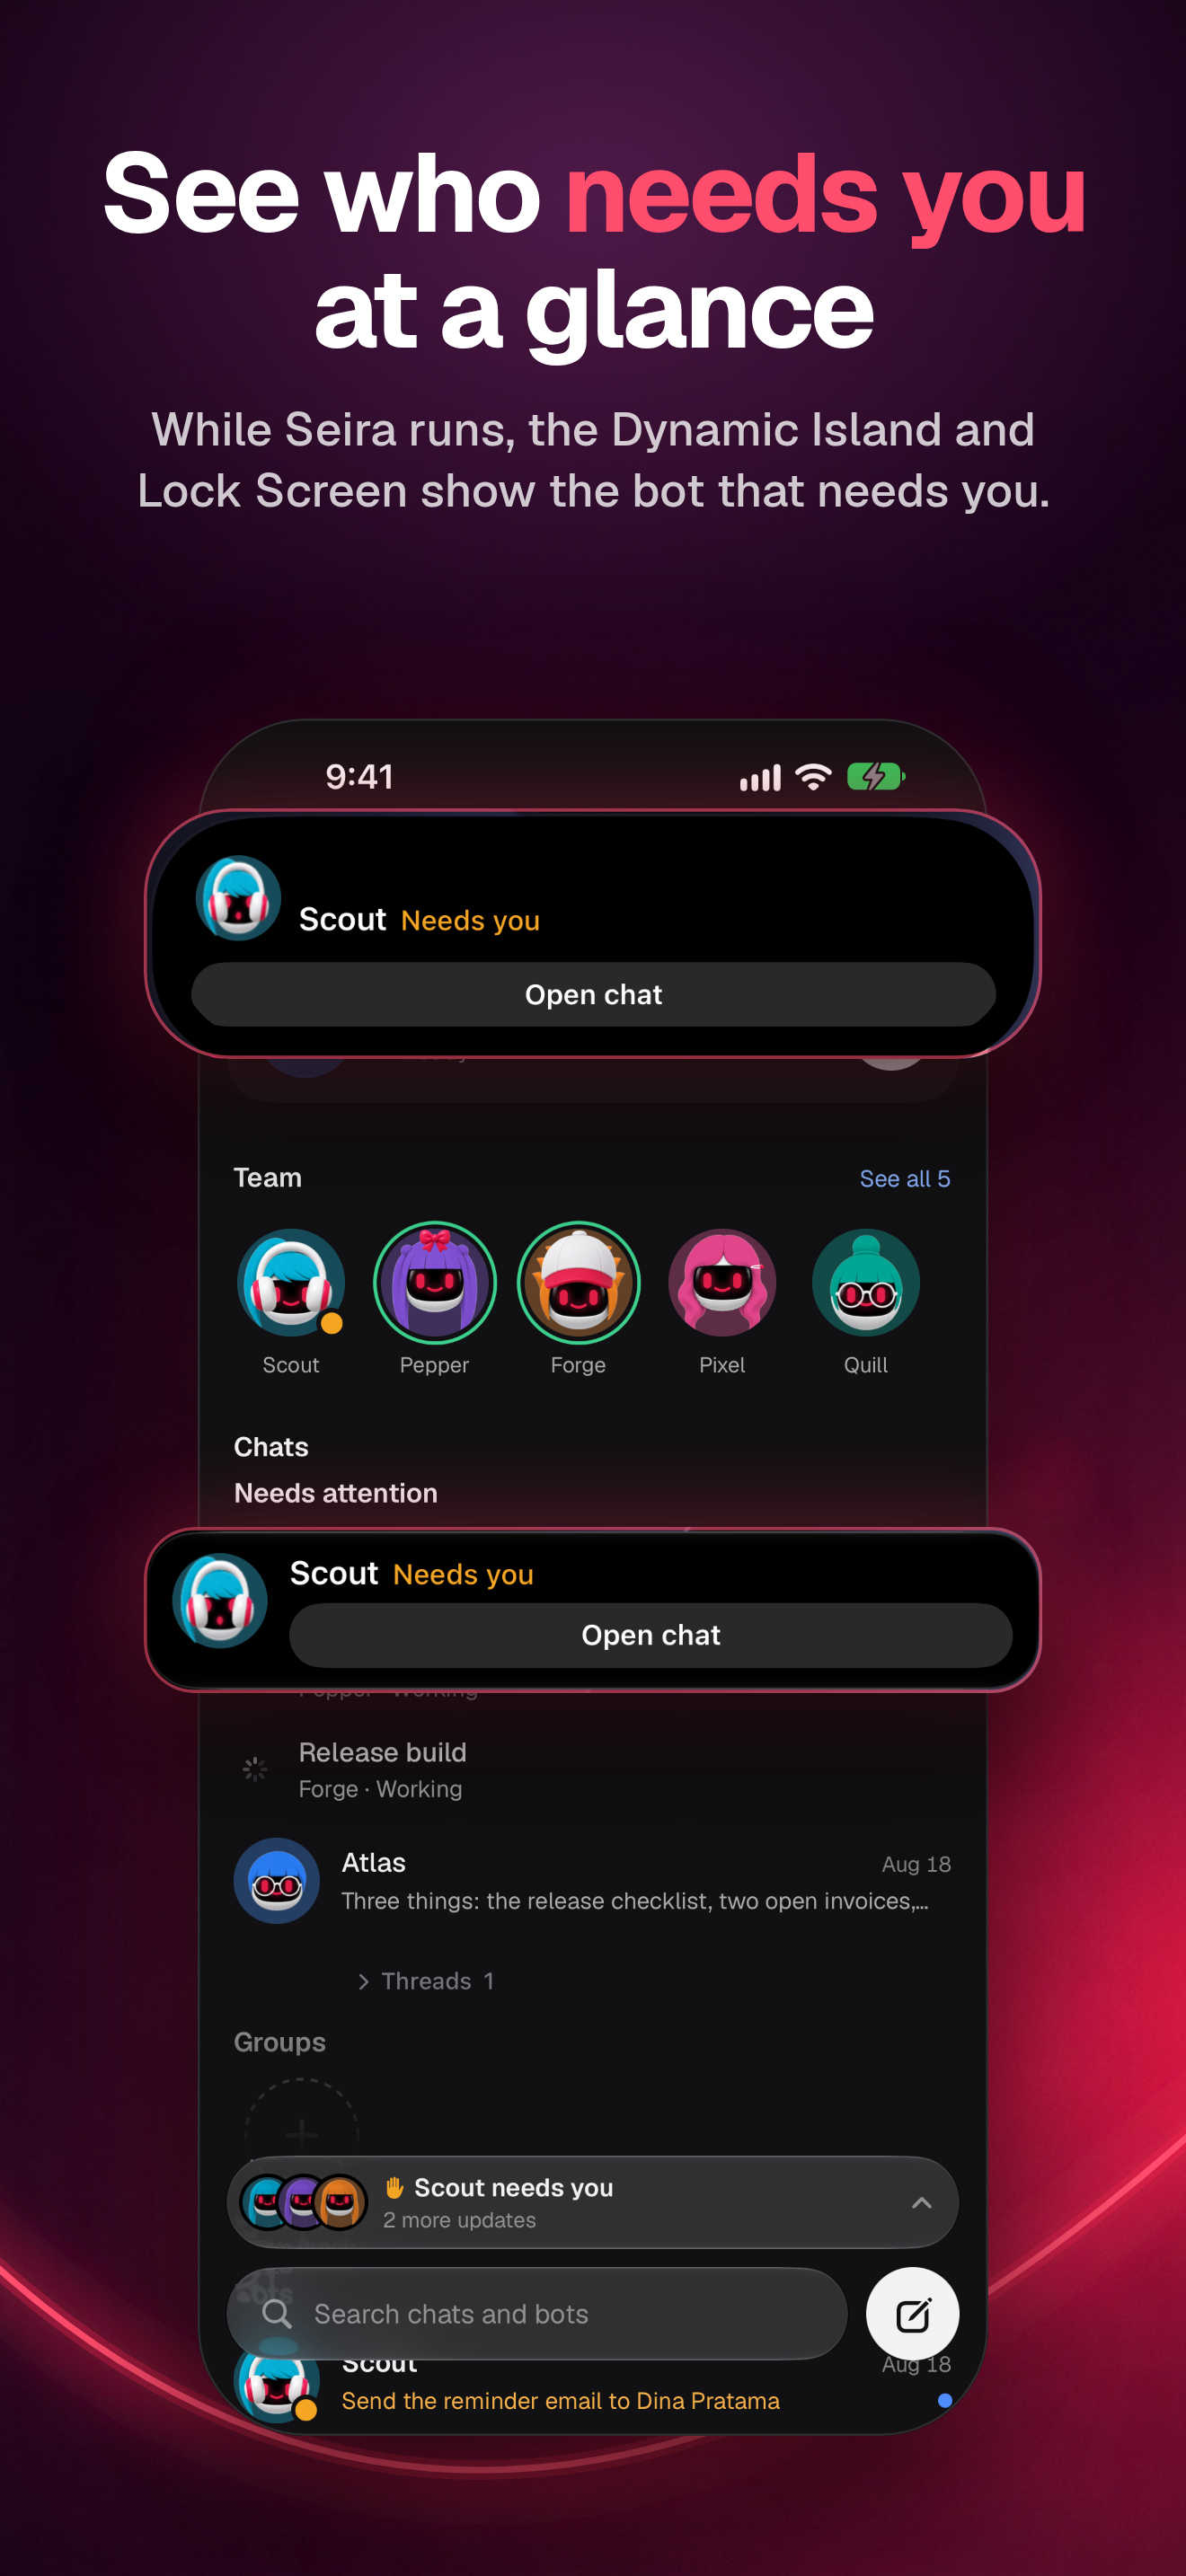 See who needs you
at a glance
While Seira runs, the Dynamic Island and
Lock Screen show the bot that needs you.
9:41
Scout Needs you
Open chat
Team
See all 5
Scout
Pepper
Forge
Pixel
Quill
Chats
Needs attention
Scout Needs you
Open chat
Pepper · Working
Release build
Forge · Working
Atlas
Aug 18
Three things: the release checklist, two open invoices,...
Threads 1
Groups
Scout needs you
2 more updates
Search chats and bots
Scout
Aug 18
Send the reminder email to Dina Pratama